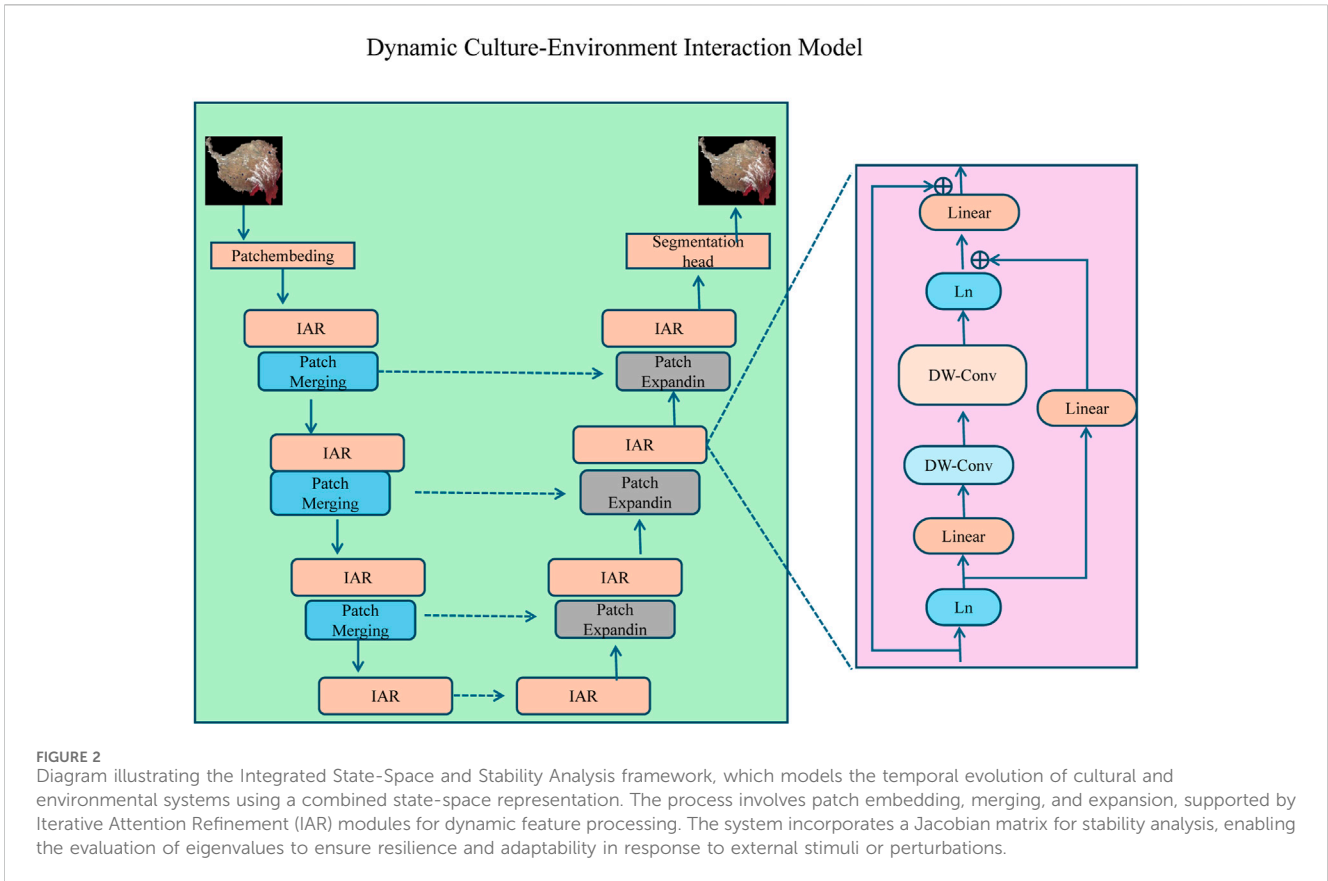 Dynamic Culture-Environment Interaction Model
Patchembeding
IAR
Patch
Merging
IAR
Patch
Merging
IAR
Patch
Merging
IAR
Segmentation
head
IAR
Patch
Expandin
IAR
Patch
Expandin
IAR
Patch
Expandin
IAR
Linear
Ln
DW-Conv
Linear
DW-Conv
Linear
Ln
FIGURE 2
Diagram illustrating the Integrated State-Space and Stability Analysis framework, which models the temporal evolution of cultural and
environmental systems using a combined state-space representation. The process involves patch embedding, merging, and expansion, supported by
Iterative Attention Refinement (IAR) modules for dynamic feature processing. The system incorporates a Jacobian matrix for stability analysis, enabling
the evaluation of eigenvalues to ensure resilience and adaptability in response to external stimuli or perturbations.